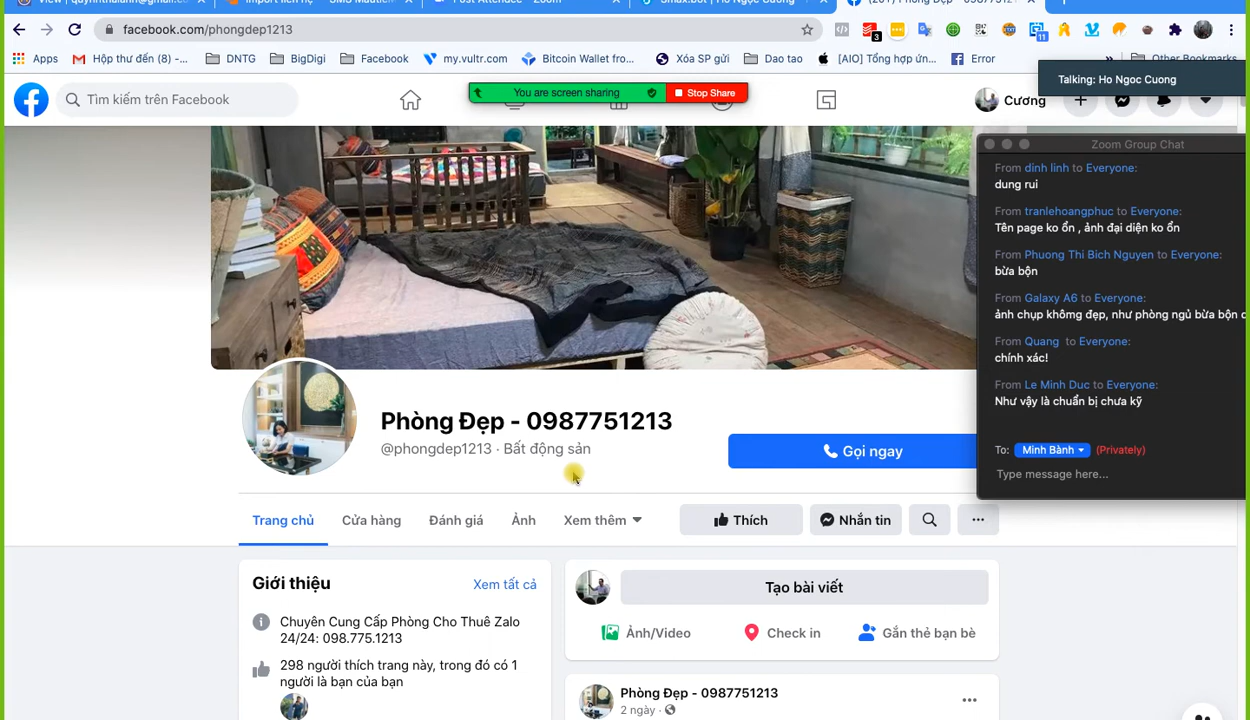 facebook.com/phongdep1213
3
11
Apps
Hộp thư đến (8) -...
DNTG
BigDigi
Facebook
my.vultr.com
Bitcoin Wallet fro...
Xóa SP gửi
Dao tao
[AIO] Tổng hợp ứn...
Error
»
Other Bookmarks
Talking: Ho Ngoc Cuong
Tìm kiếm trên Facebook
You are screen sharing
Stop Share
Cương
Zoom Group Chat
From dinh linh to Everyone:
dung rui
From tranlehoangphuc to Everyone:
Tên page ko ổn , ảnh đại diện ko ổn
From Phuong Thi Bich Nguyen to Everyone:
bừa bộn
From Galaxy A6 to Everyone:
ảnh chụp khômg đẹp, như phòng ngủ bừa bộn
From Quang to Everyone:
chính xác!
From Le Minh Duc to Everyone:
Như vậy là chuẩn bị chưa kỹ
To: Minh Bành (Privately)
Type message here...
Phòng Đẹp - 0987751213
@phongdep1213 · Bất động sản
Gọi ngay
Trang chủ
Cửa hàng
Đánh giá
Ảnh
Xem thêm
Thích
Nhắn tin
Giới thiệu
Xem tất cả
Chuyên Cung Cấp Phòng Cho Thuê Zalo
24/24: 098.775.1213
298 người thích trang này, trong đó có 1
người là bạn của bạn
Tạo bài viết
Ảnh/Video
Check in
Gắn thẻ bạn bè
Phòng Đẹp - 0987751213
2 ngày ·